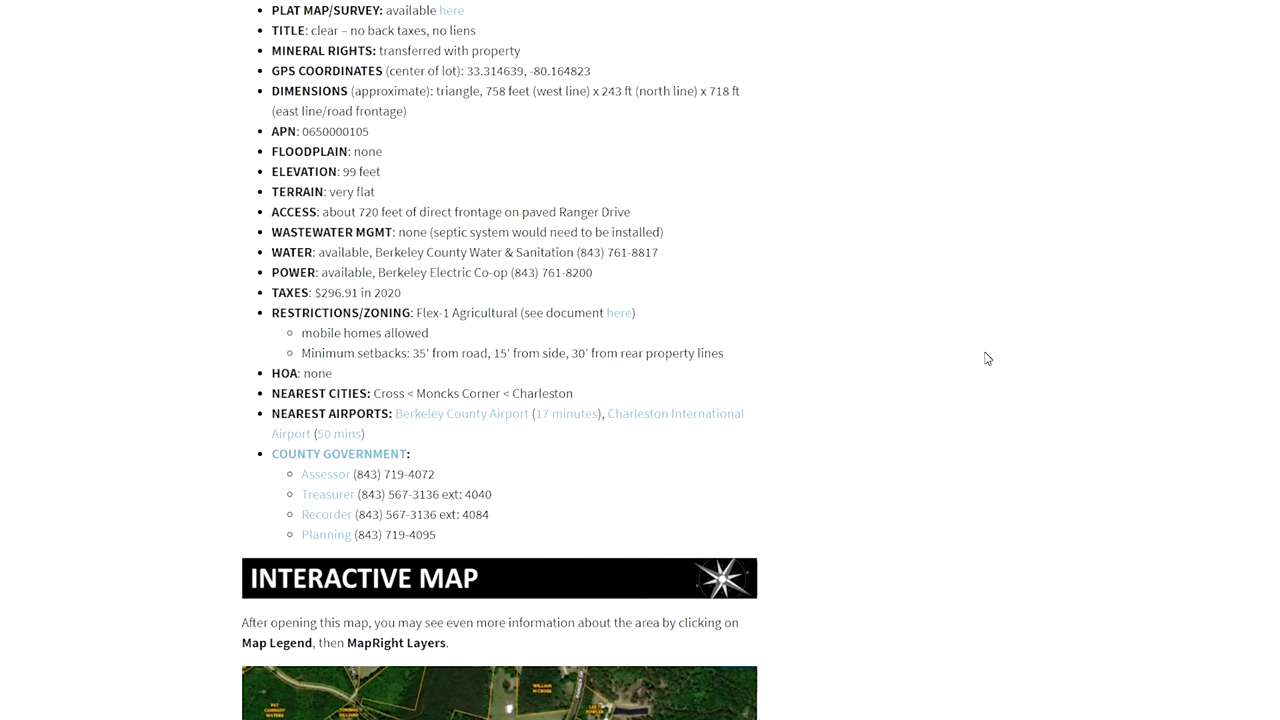 PLAT MAP/SURVEY: available here
TITLE: clear – no back taxes, no liens
MINERAL RIGHTS: transferred with property
GPS COORDINATES (center of lot): 33.314639, -80.164823
DIMENSIONS (approximate): triangle, 758 feet (west line) x 243 ft (north line) x 718 ft
(east line/road frontage)
APN: 0650000105
FLOODPLAIN: none
ELEVATION: 99 feet
TERRAIN: very flat
ACCESS: about 720 feet of direct frontage on paved Ranger Drive
WASTEWATER MGMT: none (septic system would need to be installed)
WATER: available, Berkeley County Water & Sanitation (843) 761-8817
POWER: available, Berkeley Electric Co-op (843) 761-8200
TAXES: $296.91 in 2020
RESTRICTIONS/ZONING: Flex-1 Agricultural (see document here)
mobile homes allowed
Minimum setbacks: 35’ from road, 15’ from side, 30’ from rear property lines
HOA: none
NEAREST CITIES: Cross < Moncks Corner < Charleston
NEAREST AIRPORTS: Berkeley County Airport (17 minutes), Charleston International
Airport (50 mins)
COUNTY GOVERNMENT:
Assessor (843) 719-4072
Treasurer (843) 567-3136 ext: 4040
Recorder (843) 567-3136 ext: 4084
Planning (843) 719-4095
INTERACTIVE MAP
After opening this map, you may see even more information about the area by clicking on
Map Legend, then MapRight Layers.
WILLIAM
W CROSS
PAT
WATERS